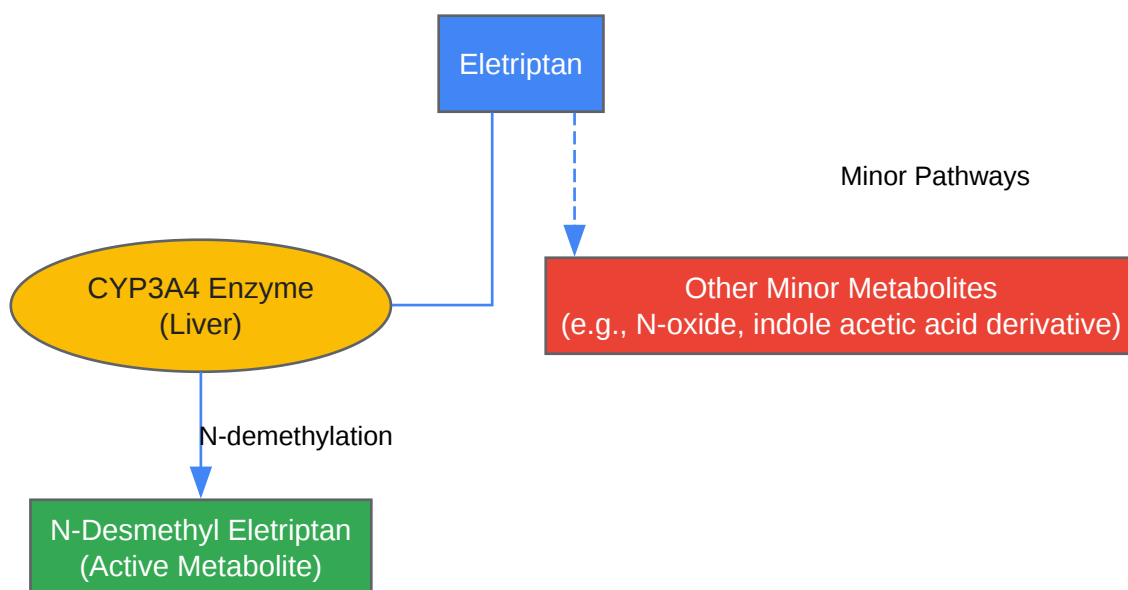 Eletriptan
Minor Pathways
CYP3A4 Enzyme
(Liver)
Other Minor Metabolites
(e.g., N-oxide, indole acetic acid derivative)
N-demethylation
N-Desmethyl Eletriptan
(Active Metabolite)